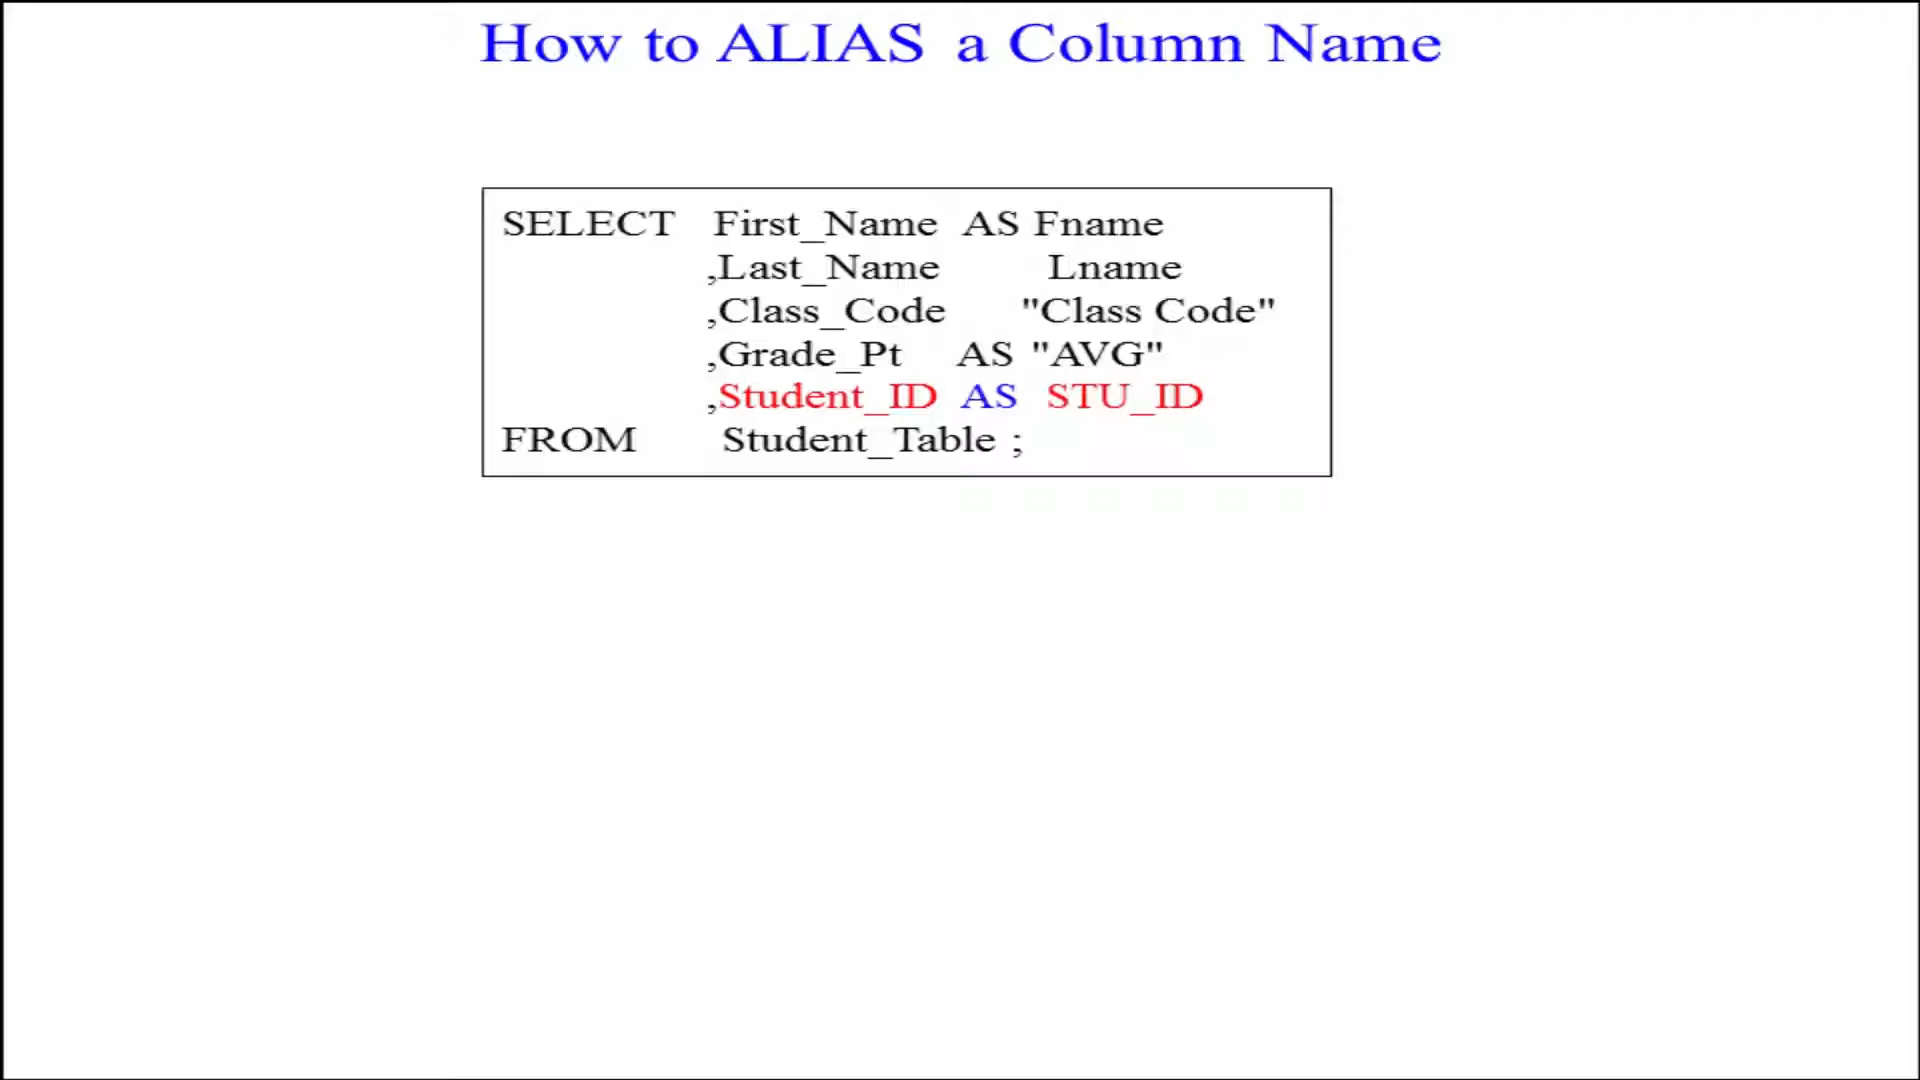 How to ALIAS a Column Name
SELECT First_Name AS Fname
,Last_Name Lname
,Class_Code "Class Code"
,Grade_Pt AS "AVG"
,Student_ID AS STU_ID
FROM Student_Table ;